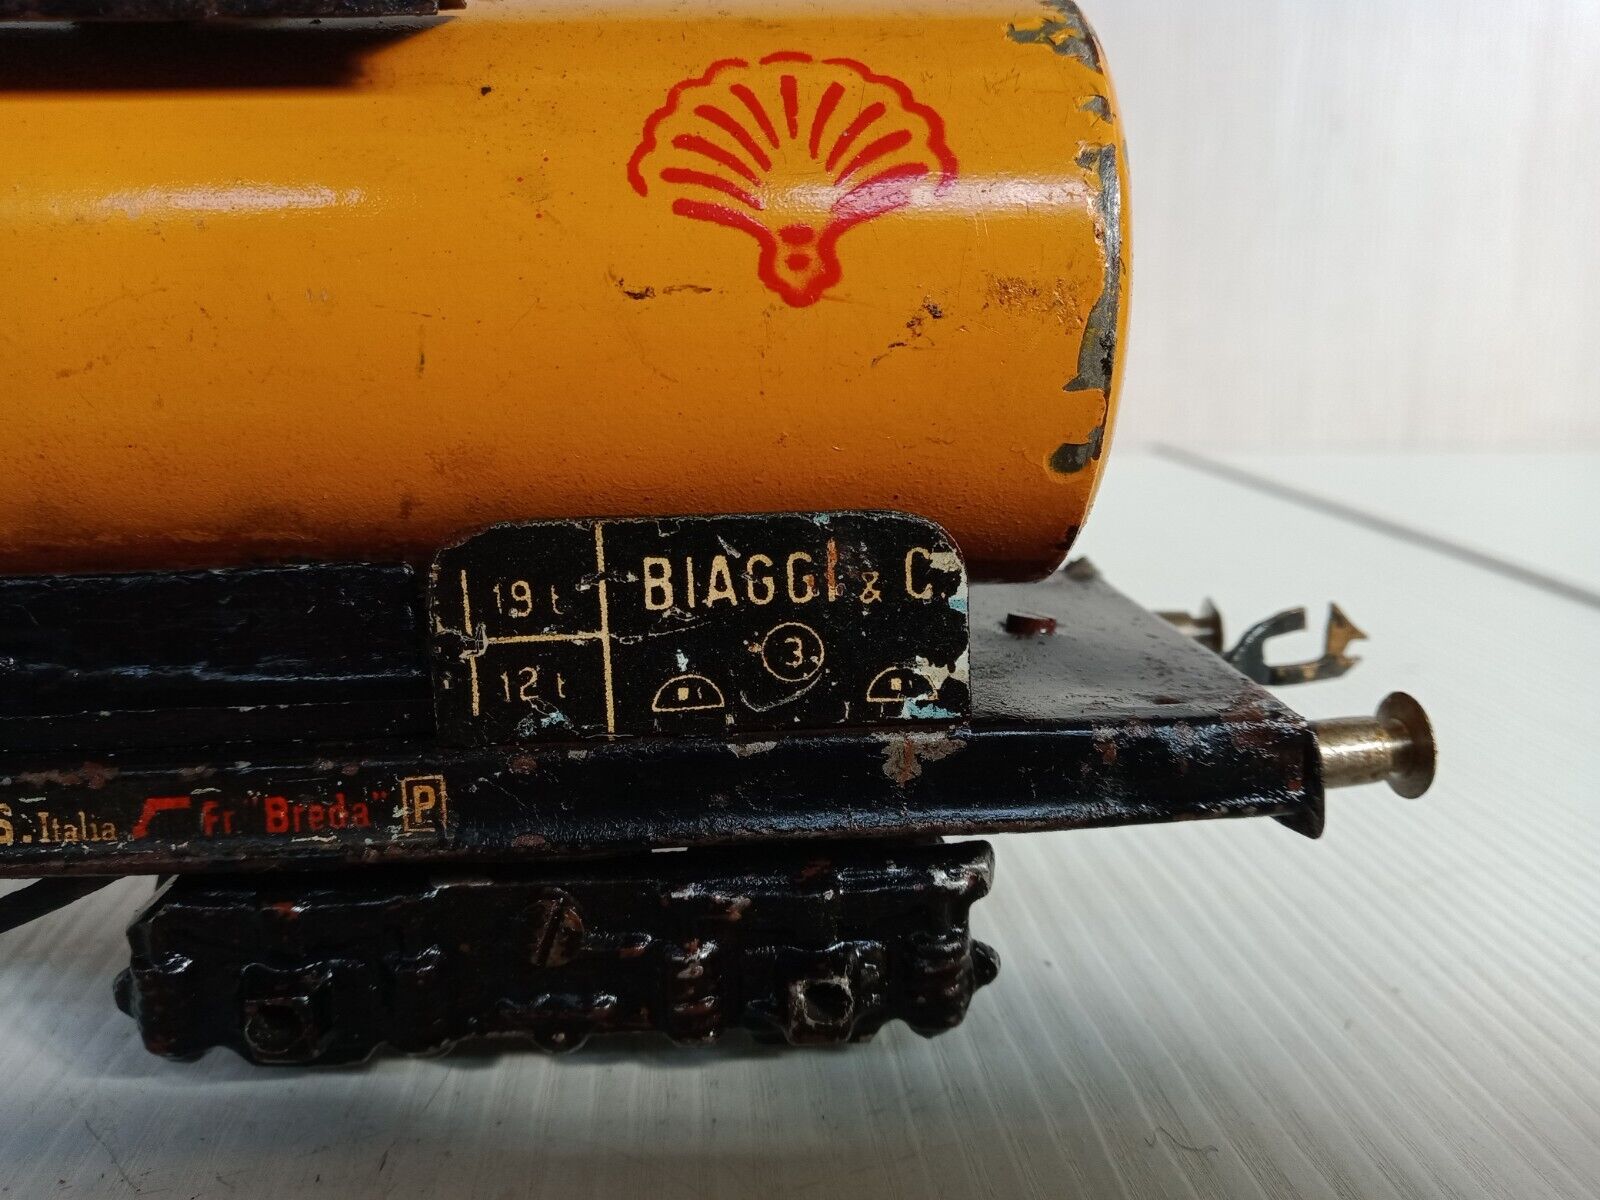 19 t
BIAGGI & C.
3
12 t
S. Italia Fr "Breda" P